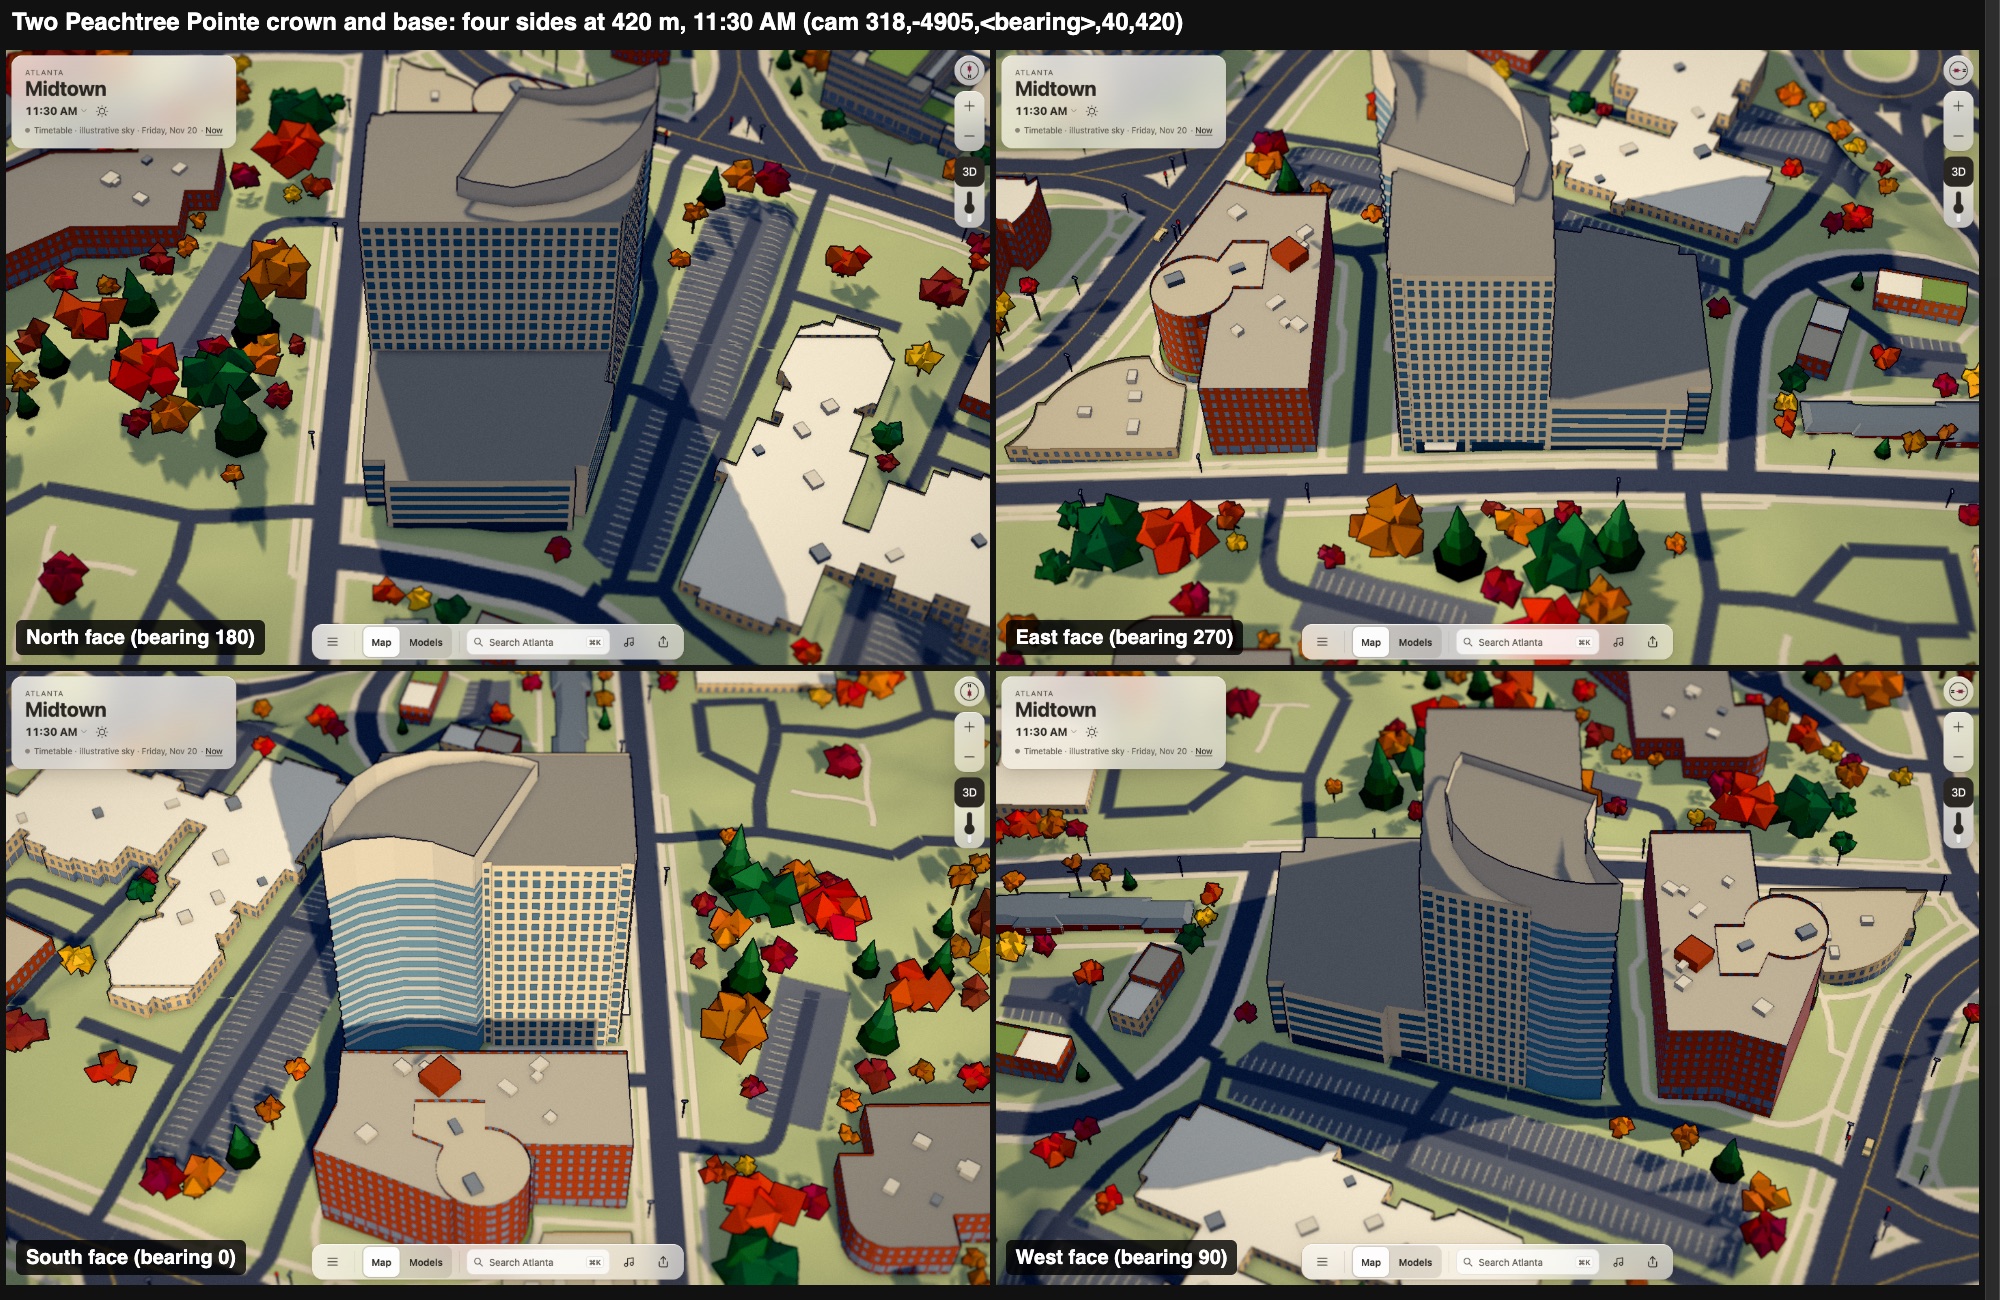 Two Peachtree Pointe crown and base: four sides at 420 m, 11:30 AM (cam 318,-4905,<bearing>,40,420)
ATLANTA
Midtown
11:30 AM
Timetable · illustrative sky · Friday, Nov 20 · Now
+
−
3D
North face (bearing 180)
Map
Models
Search Atlanta
⌘K
ATLANTA
Midtown
11:30 AM
Timetable · illustrative sky · Friday, Nov 20 · Now
+
−
3D
East face (bearing 270)
Map
Models
Search Atlanta
⌘K
ATLANTA
Midtown
11:30 AM
Timetable · illustrative sky · Friday, Nov 20 · Now
+
−
3D
South face (bearing 0)
Map
Models
Search Atlanta
⌘K
ATLANTA
Midtown
11:30 AM
Timetable · illustrative sky · Friday, Nov 20 · Now
+
−
3D
West face (bearing 90)
Map
Models
Search Atlanta
⌘K